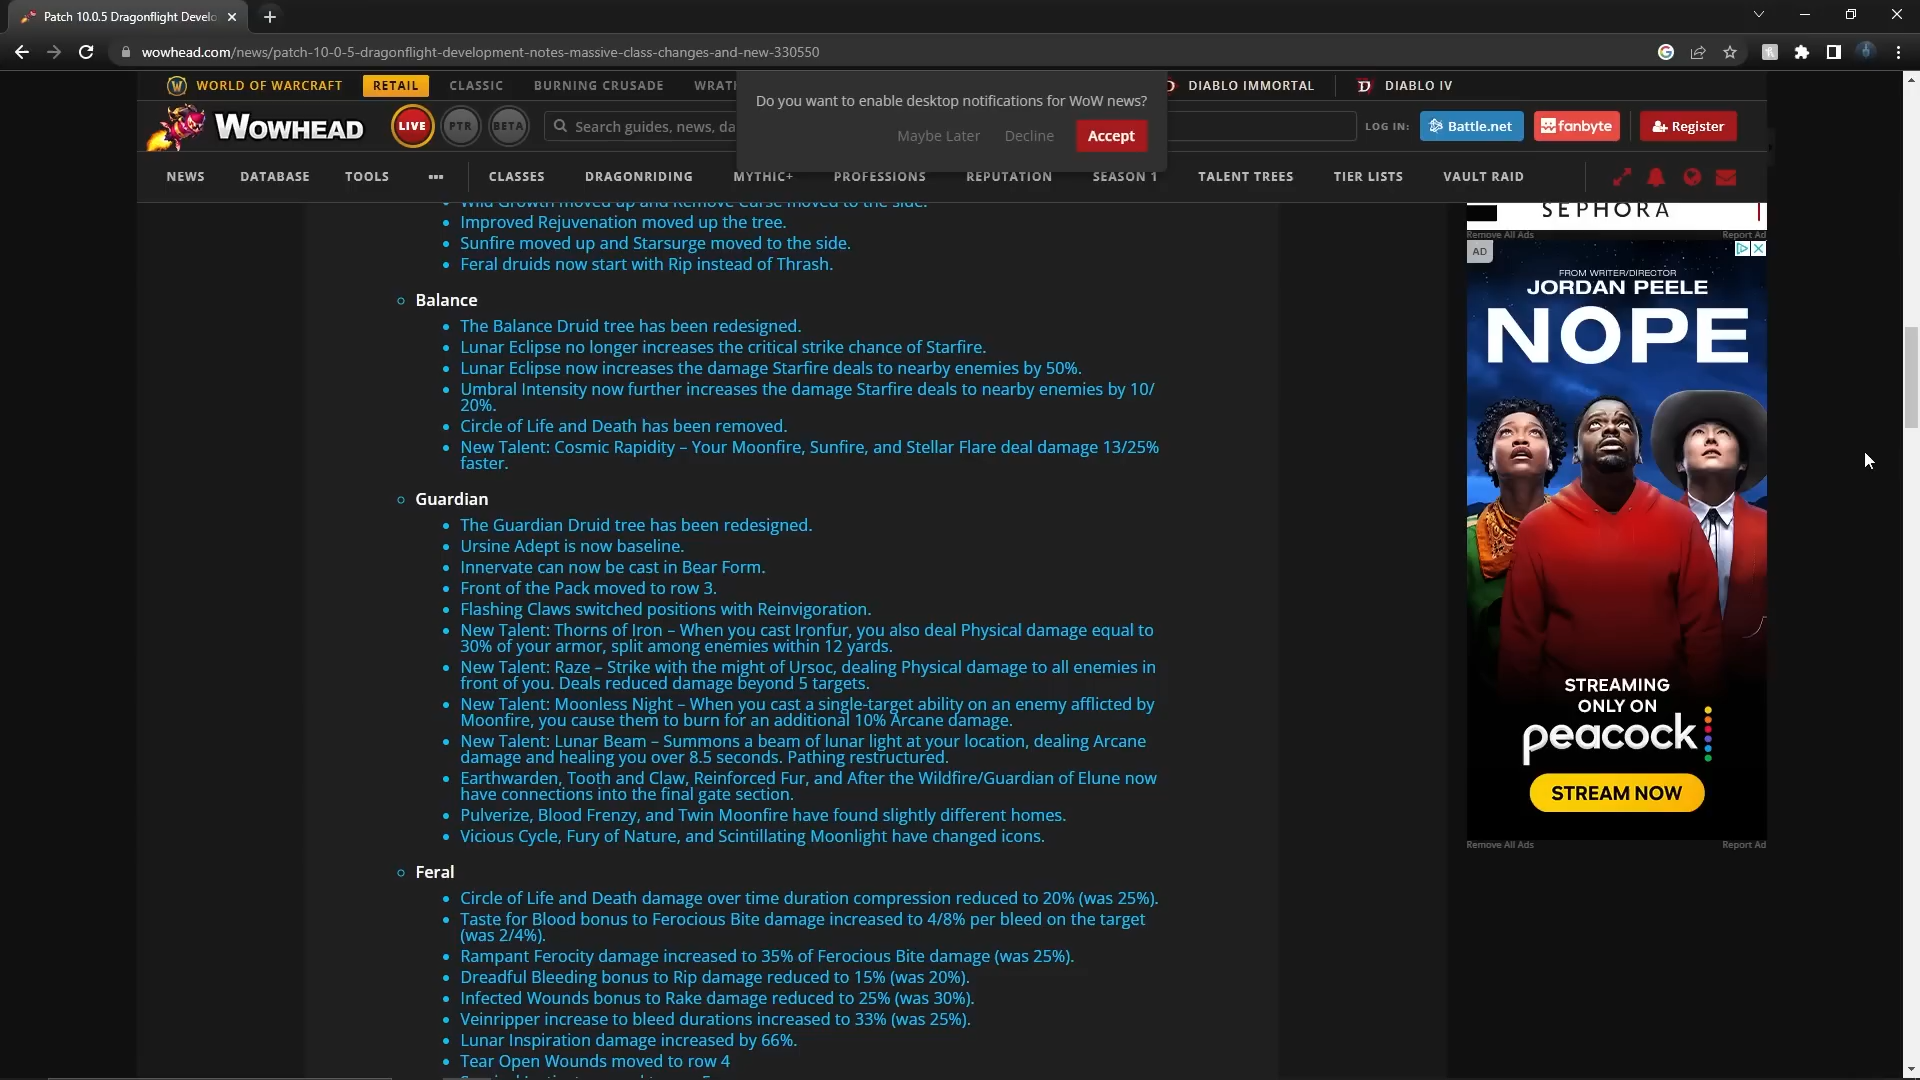 Patch 10.0.5 Dragonflight Develo
wowhead.com/news/patch-10-0-5-dragonflight-development-notes-massive-class-changes-and-new-330550
WORLD OF WARCRAFT RETAIL CLASSIC BURNING CRUSADE WRAT DIABLO IMMORTAL DIABLO IV
Do you want to enable desktop notifications for WoW news?
Maybe Later Decline Accept
WOWHEAD LIVE PTR BETA Search guides, news, da LOG IN: Battle.net fanbyte Register
NEWS DATABASE TOOLS ••• CLASSES DRAGONRIDING MYTHIC+ PROFESSIONS REPUTATION SEASON 1 TALENT TREES TIER LISTS VAULT RAID
Wild Growth moved up and Remove Curse moved to the side.
Improved Rejuvenation moved up the tree.
Sunfire moved up and Starsurge moved to the side.
Feral druids now start with Rip instead of Thrash.
Balance
The Balance Druid tree has been redesigned.
Lunar Eclipse no longer increases the critical strike chance of Starfire.
Lunar Eclipse now increases the damage Starfire deals to nearby enemies by 50%.
Umbral Intensity now further increases the damage Starfire deals to nearby enemies by 10/
20%.
Circle of Life and Death has been removed.
New Talent: Cosmic Rapidity – Your Moonfire, Sunfire, and Stellar Flare deal damage 13/25%
faster.
Guardian
The Guardian Druid tree has been redesigned.
Ursine Adept is now baseline.
Innervate can now be cast in Bear Form.
Front of the Pack moved to row 3.
Flashing Claws switched positions with Reinvigoration.
New Talent: Thorns of Iron – When you cast Ironfur, you also deal Physical damage equal to
30% of your armor, split among enemies within 12 yards.
New Talent: Raze – Strike with the might of Ursoc, dealing Physical damage to all enemies in
front of you. Deals reduced damage beyond 5 targets.
New Talent: Moonless Night – When you cast a single-target ability on an enemy afflicted by
Moonfire, you cause them to burn for an additional 10% Arcane damage.
New Talent: Lunar Beam – Summons a beam of lunar light at your location, dealing Arcane
damage and healing you over 8.5 seconds. Pathing restructured.
Earthwarden, Tooth and Claw, Reinforced Fur, and After the Wildfire/Guardian of Elune now
have connections into the final gate section.
Pulverize, Blood Frenzy, and Twin Moonfire have found slightly different homes.
Vicious Cycle, Fury of Nature, and Scintillating Moonlight have changed icons.
Feral
Circle of Life and Death damage over time duration compression reduced to 20% (was 25%).
Taste for Blood bonus to Ferocious Bite damage increased to 4/8% per bleed on the target
(was 2/4%).
Rampant Ferocity damage increased to 35% of Ferocious Bite damage (was 25%).
Dreadful Bleeding bonus to Rip damage reduced to 15% (was 20%).
Infected Wounds bonus to Rake damage reduced to 25% (was 30%).
Veinripper increase to bleed durations increased to 33% (was 25%).
Lunar Inspiration damage increased by 66%.
Tear Open Wounds moved to row 4
SEPHORA
Remove All Ads Report Ad
AD
FROM WRITER/DIRECTOR
JORDAN PEELE
NOPE
STREAMING
ONLY ON
peacock
STREAM NOW
Remove All Ads Report Ad